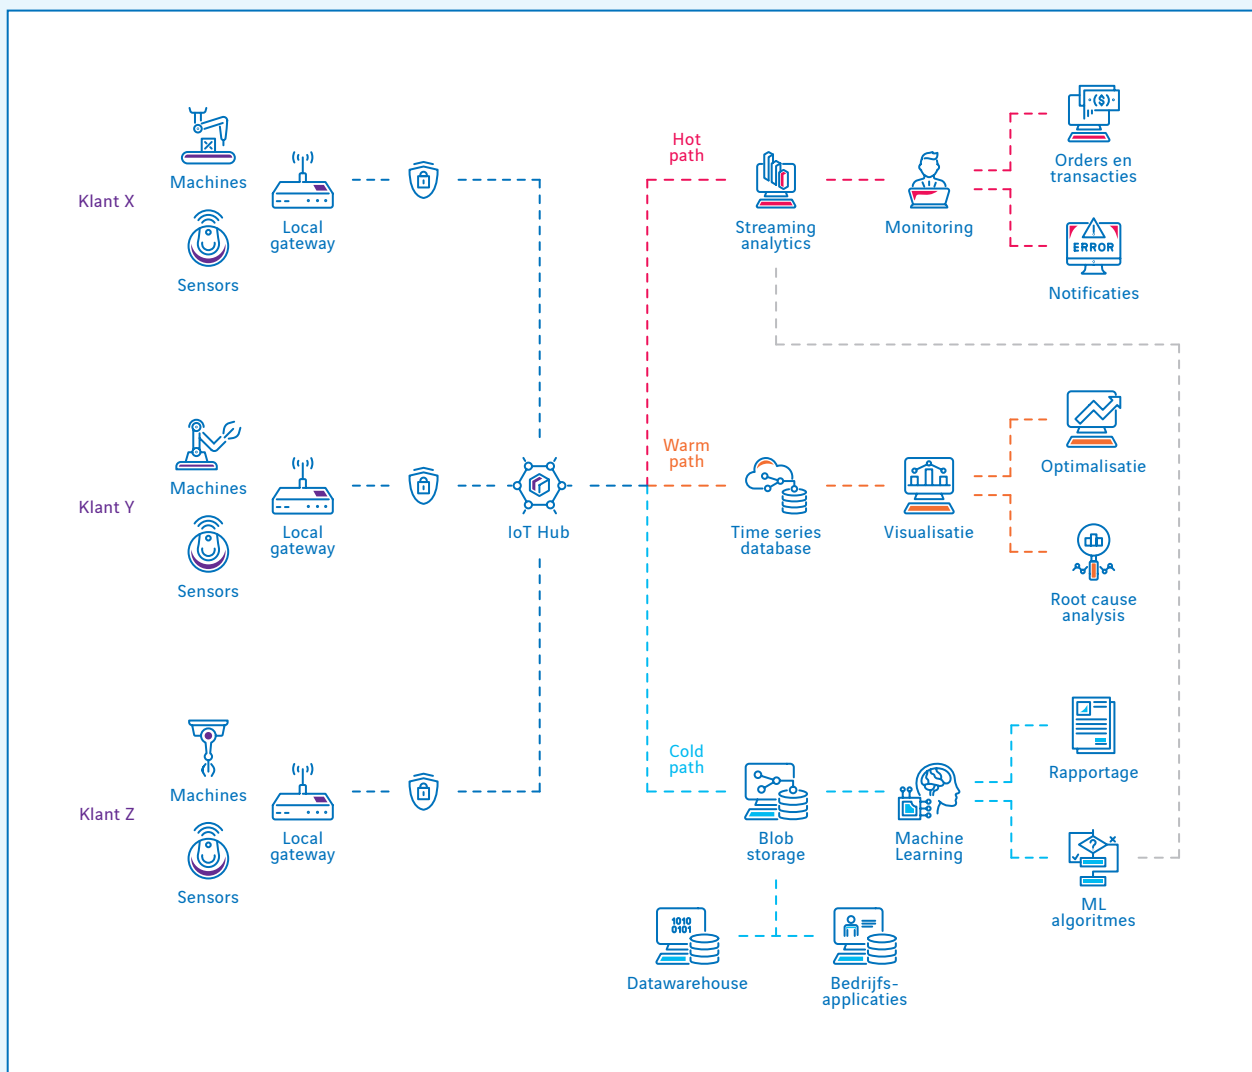 Klant X
Machines
Sensors
Local
gateway
Hot
path
Streaming
analytics
Monitoring
($)
Orders en
transacties
ERROR
Notificaties
Klant Y
Machines
Sensors
Local
gateway
IoT Hub
Warm
path
Time series
database
Visualisatie
Optimalisatie
Root cause
analysis
Klant Z
Machines
Sensors
Local
gateway
Cold
path
Blob
storage
Machine
Learning
Rapportage
?
ML
algoritmes
1010
0101
Datawarehouse
Bedrijfs-
applicaties